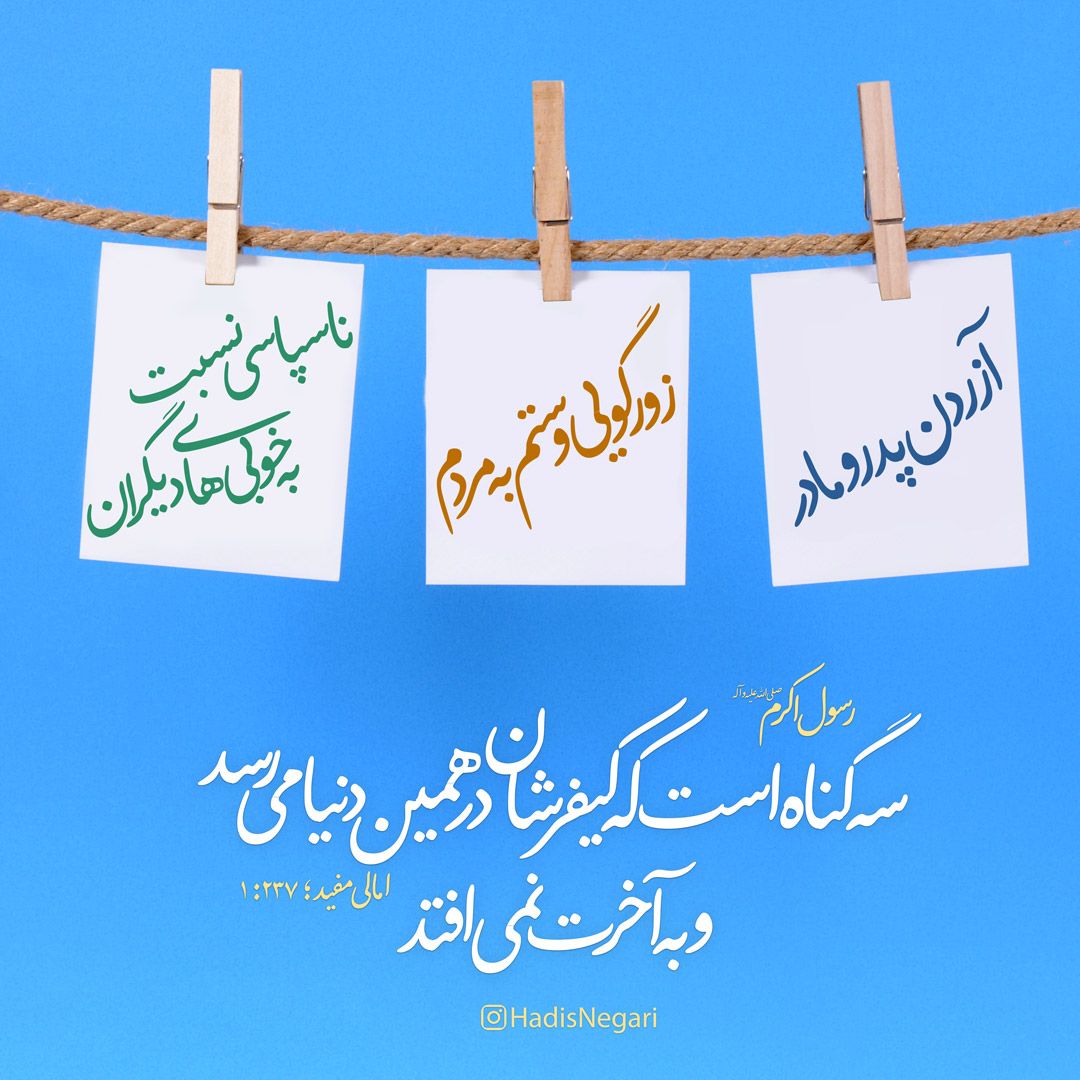 آزردن پدر و مادر
زورگویی و ستم به مردم
ناسپاسی نسبت
به خوبی های دیگران
رسول اکرم صلی الله علیه و آله
سه گناه است که کیفرشان در همین دنیا می رسد
و به آخرت نمی افتد
امالی مفید؛ ۲۳۷: ۱
@HadisNegari